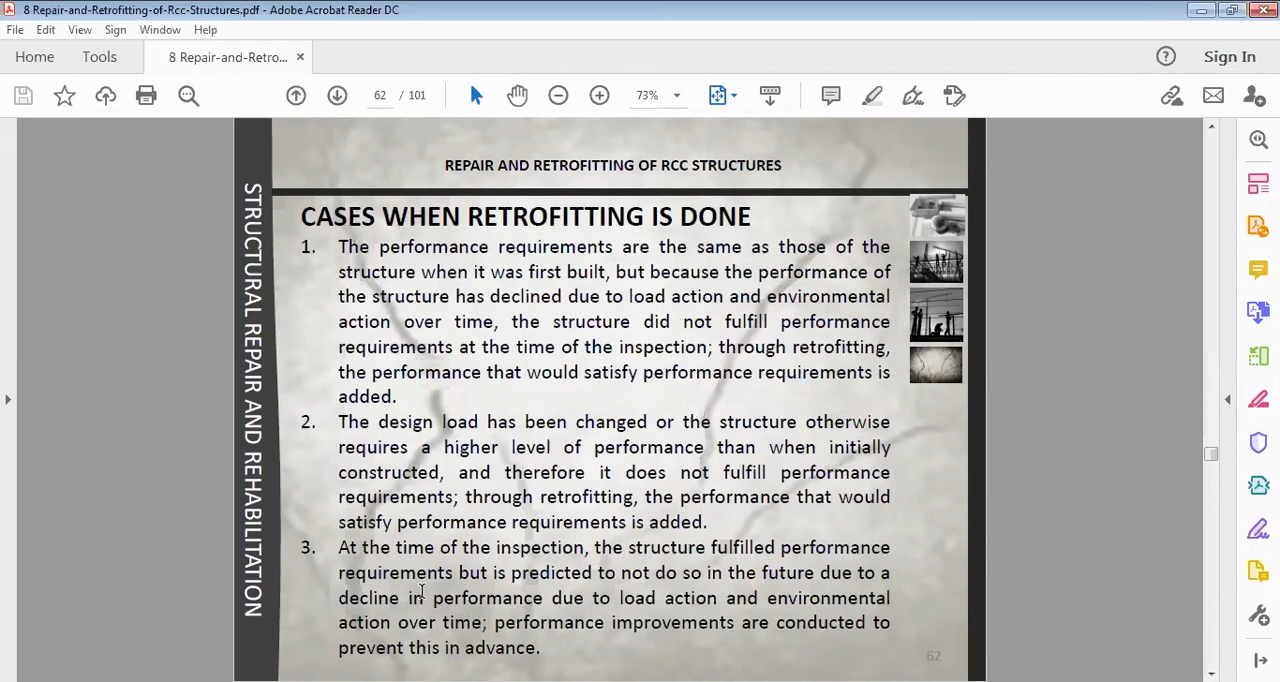 8 Repair-and-Retrofitting-of-Rcc-Structures.pdf - Adobe Acrobat Reader DC
File Edit View Sign Window Help
Home Tools 8 Repair-and-Retro... × Sign In
62 / 101 73%
REPAIR AND RETROFITTING OF RCC STRUCTURES
STRUCTURAL REPAIR AND REHABILITATION
CASES WHEN RETROFITTING IS DONE
1. The performance requirements are the same as those of the
structure when it was first built, but because the performance of
the structure has declined due to load action and environmental
action over time, the structure did not fulfill performance
requirements at the time of the inspection; through retrofitting,
the performance that would satisfy performance requirements is
added.
2. The design load has been changed or the structure otherwise
requires a higher level of performance than when initially
constructed, and therefore it does not fulfill performance
requirements; through retrofitting, the performance that would
satisfy performance requirements is added.
3. At the time of the inspection, the structure fulfilled performance
requirements but is predicted to not do so in the future due to a
decline in performance due to load action and environmental
action over time; performance improvements are conducted to
prevent this in advance.
62